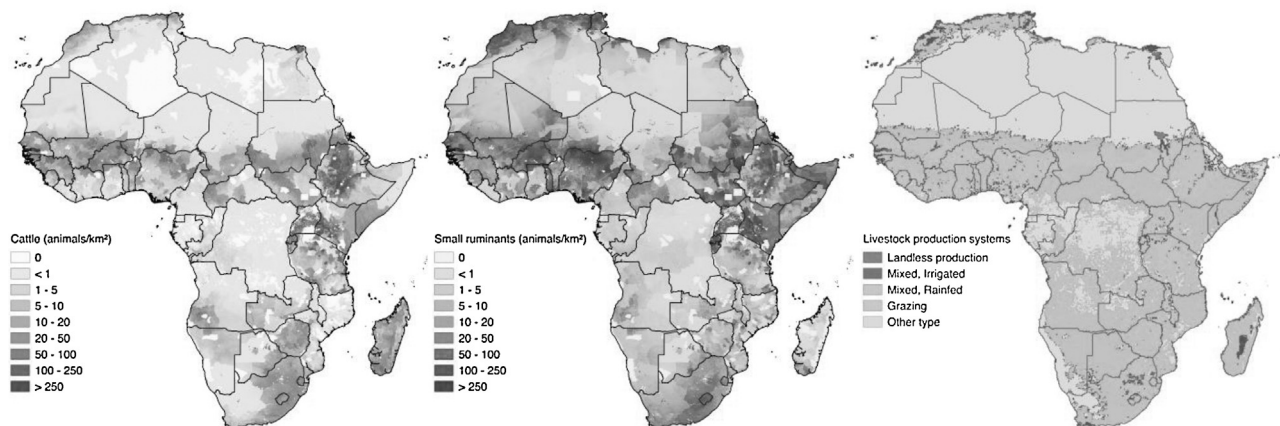 Cattle (animals/km²)
0
< 1
1 - 5
5 - 10
10 - 20
20 - 50
50 - 100
100 - 250
> 250
Small ruminants (animals/km²)
0
< 1
1 - 5
5 - 10
10 - 20
20 - 50
50 - 100
100 - 250
> 250
Livestock production systems
Landless production
Mixed, Irrigated
Mixed, Rainfed
Grazing
Other type